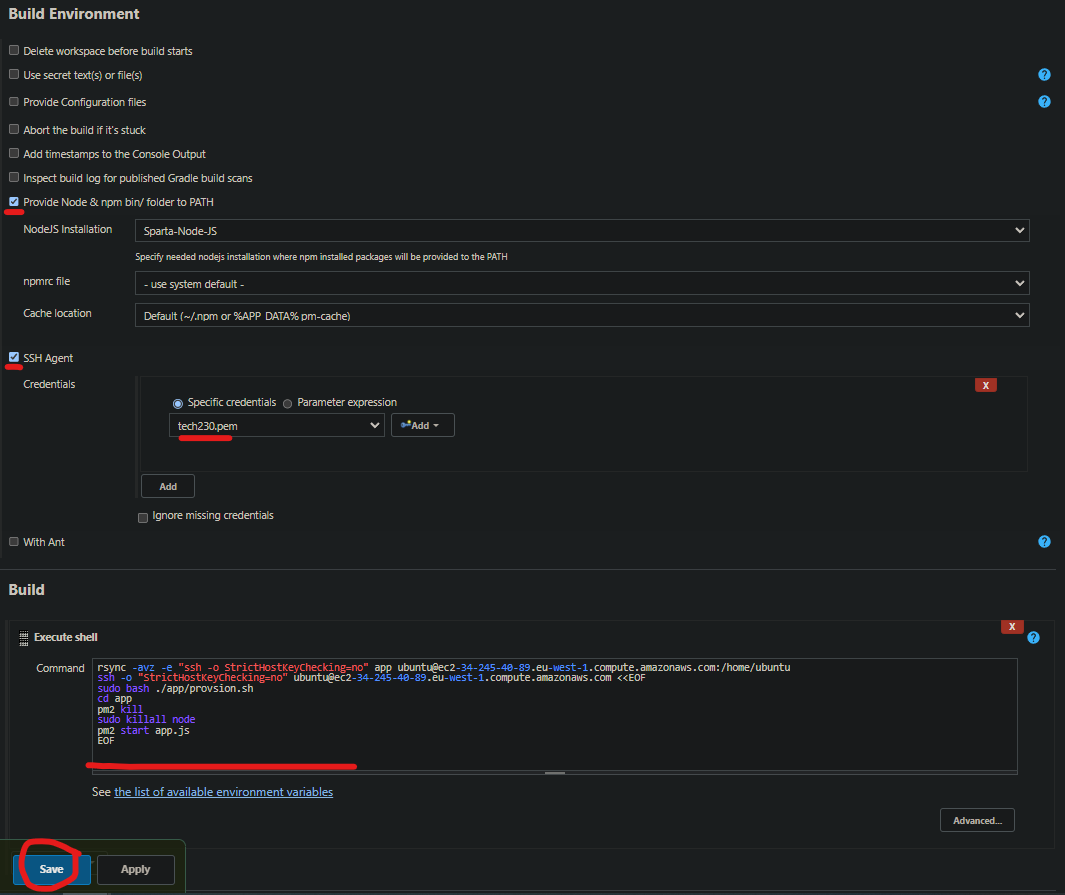 Build Environment
Delete workspace before build starts
Use secret text(s) or file(s)
?
Provide Configuration files
?
Abort the build if it's stuck
Add timestamps to the Console Output
Inspect build log for published Gradle build scans
Provide Node & npm bin/ folder to PATH
NodeJS Installation
Sparta-Node-JS
Specify needed nodejs installation where npm installed packages will be provided to the PATH
npmrc file
- use system default -
Cache location
Default (~/.npm or %APP_DATA% pm-cache)
SSH Agent
Credentials
X
Specific credentials Parameter expression
tech230.pem
Add
Add
Ignore missing credentials
With Ant
?
Build
X
Execute shell
?
Command
rsync -avz -e "ssh -o StrictHostKeyChecking=no" app ubuntu@ec2-34-245-40-89.eu-west-1.compute.amazonaws.com:/home/ubuntu
ssh -o "StrictHostKeyChecking=no" ubuntu@ec2-34-245-40-89.eu-west-1.compute.amazonaws.com <<EOF
sudo bash ./app/provsion.sh
cd app
pm2 kill
sudo killall node
pm2 start app.js
EOF
See the list of available environment variables
Advanced...
Save
Apply